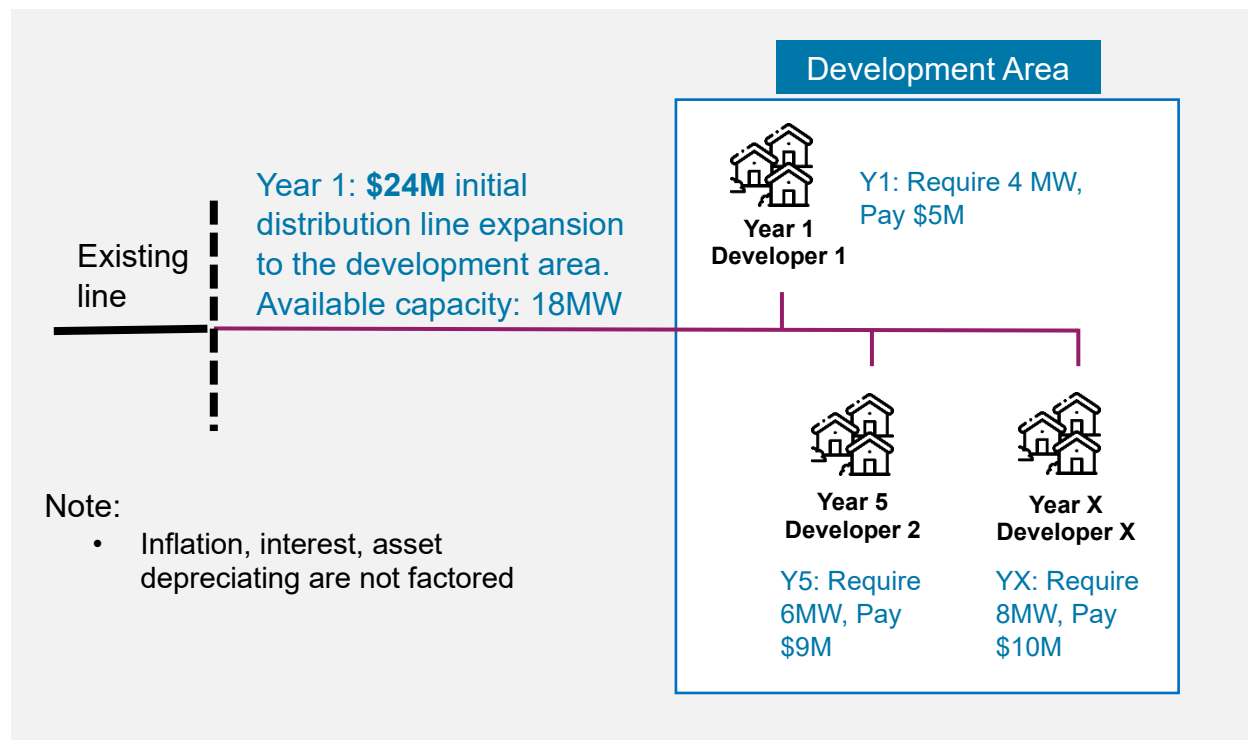 Development Area
Year 1: $24M initial
distribution line expansion
to the development area.
Available capacity: 18MW
Existing
line
Y1: Require 4 MW,
Pay $5M
Year 1
Developer 1
Year 5
Developer 2
Y5: Require
6MW, Pay
$9M
Year X
Developer X
YX: Require
8MW, Pay
$10M
Note:
• Inflation, interest, asset
depreciating are not factored